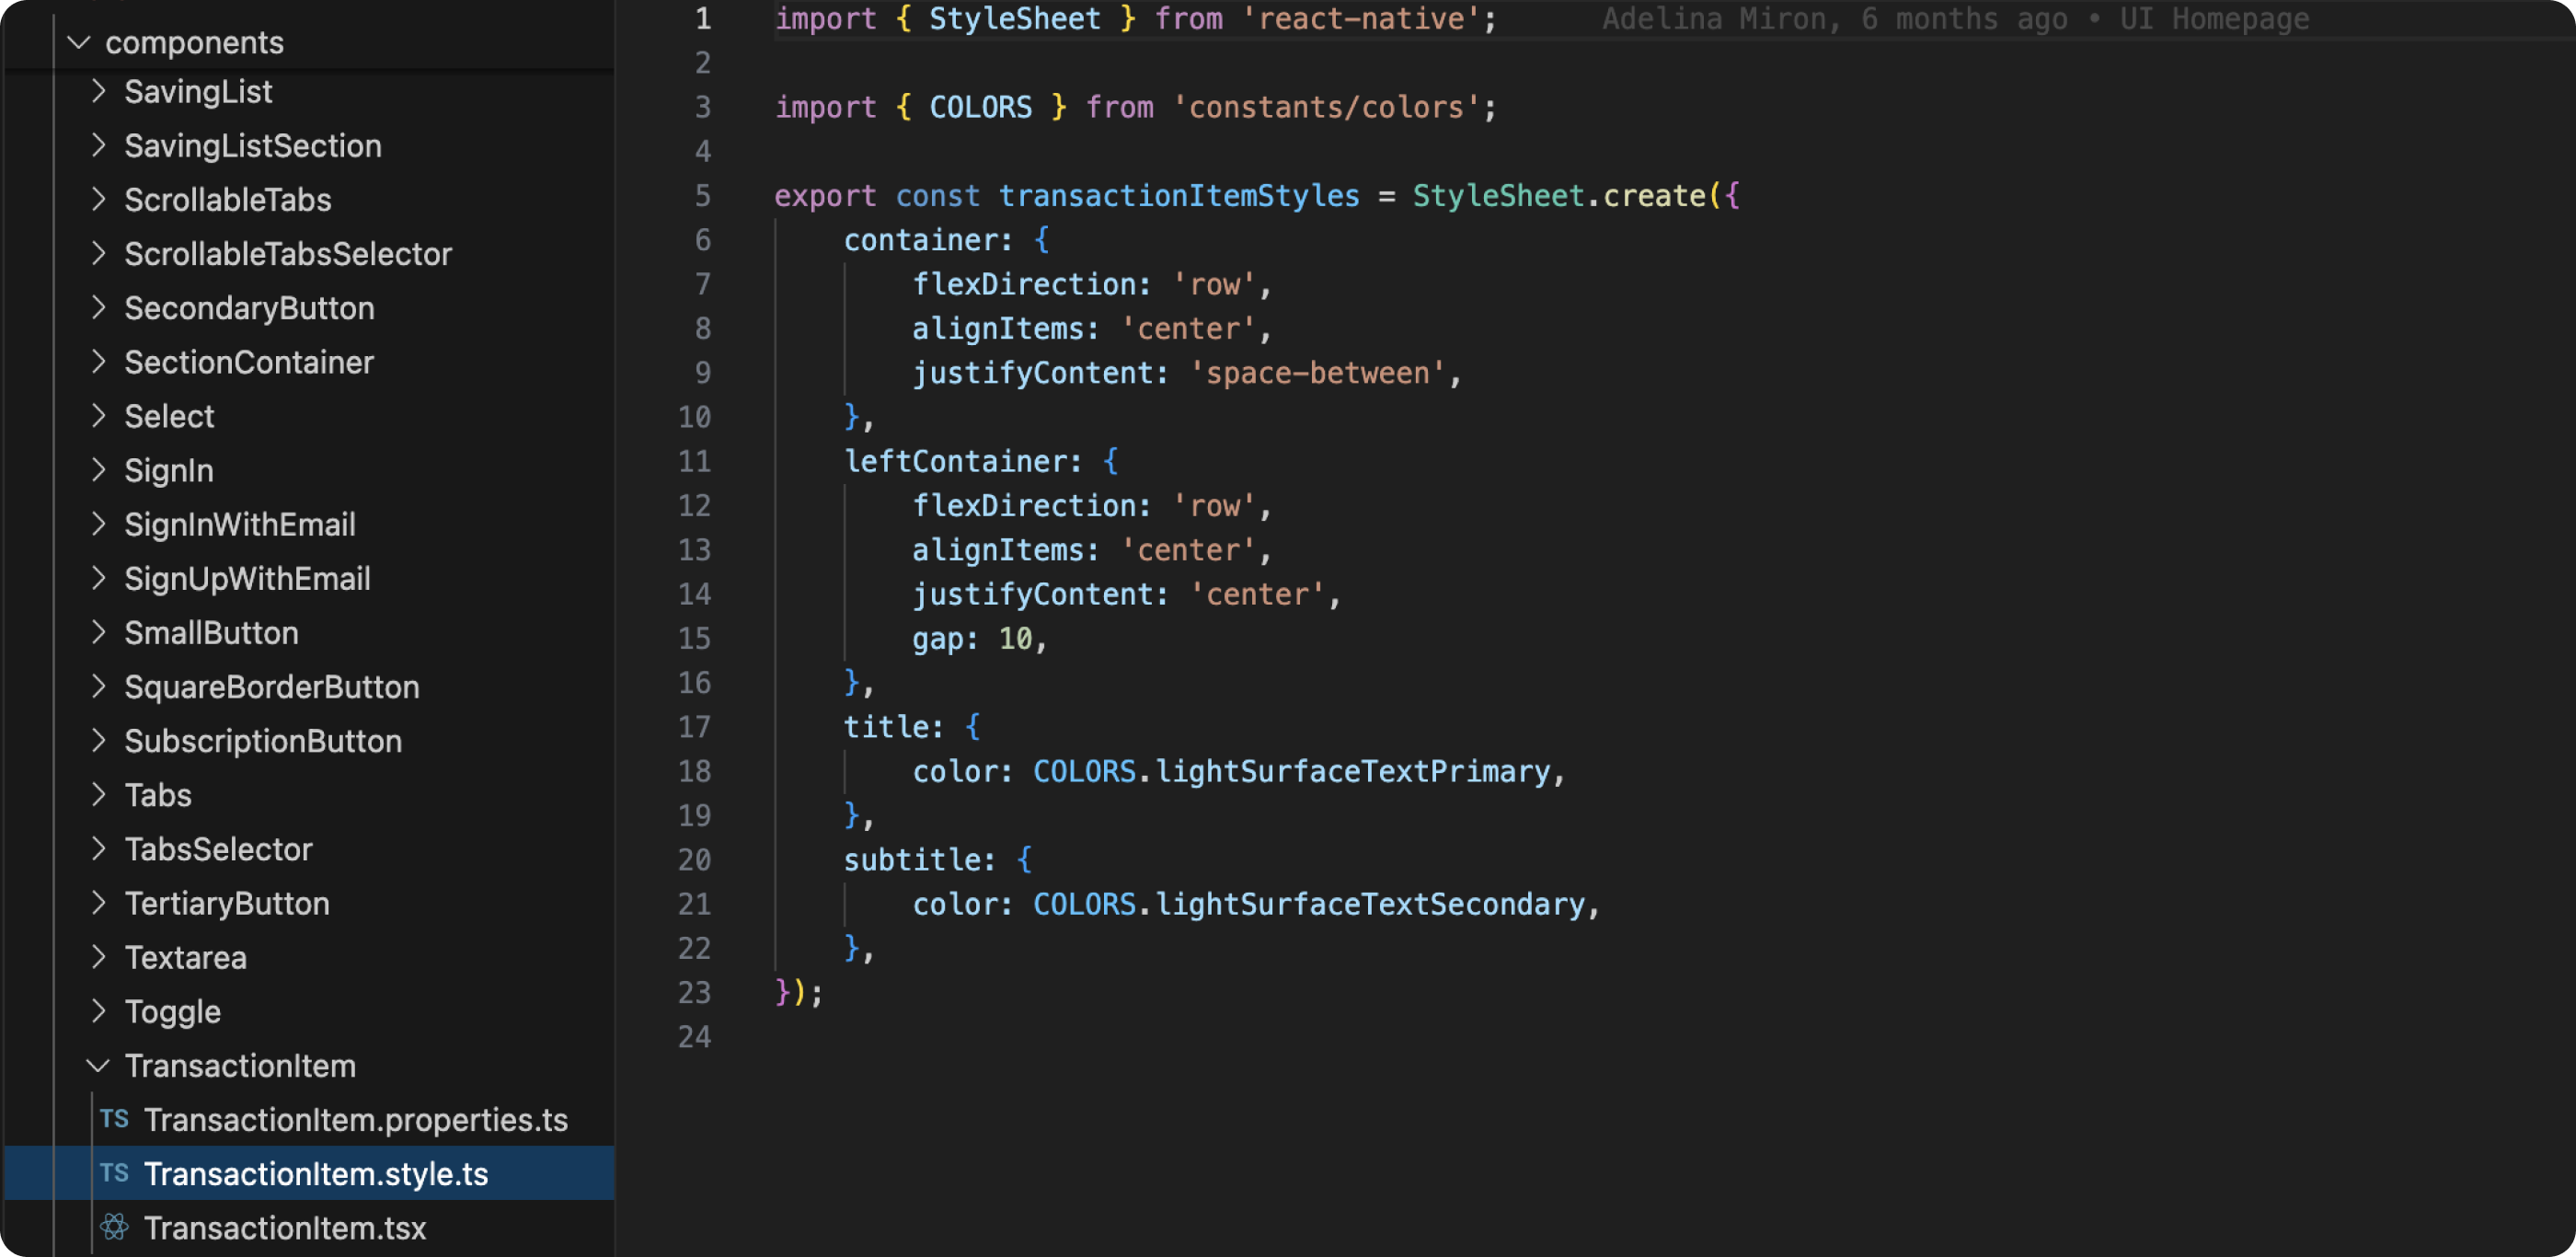 components
SavingList
SavingListSection
ScrollableTabs
ScrollableTabsSelector
SecondaryButton
SectionContainer
Select
SignIn
SignInWithEmail
SignUpWithEmail
SmallButton
SquareBorderButton
SubscriptionButton
Tabs
TabsSelector
TertiaryButton
Textarea
Toggle
TransactionItem
TS TransactionItem.properties.ts
TS TransactionItem.style.ts
TransactionItem.tsx
1 import { StyleSheet } from 'react-native'; Adelina Miron, 6 months ago • UI Homepage
2
3 import { COLORS } from 'constants/colors';
4
5 export const transactionItemStyles = StyleSheet.create({
6     container: {
7         flexDirection: 'row',
8         alignItems: 'center',
9         justifyContent: 'space-between',
10     },
11     leftContainer: {
12         flexDirection: 'row',
13         alignItems: 'center',
14         justifyContent: 'center',
15         gap: 10,
16     },
17     title: {
18         color: COLORS.lightSurfaceTextPrimary,
19     },
20     subtitle: {
21         color: COLORS.lightSurfaceTextSecondary,
22     },
23 });
24